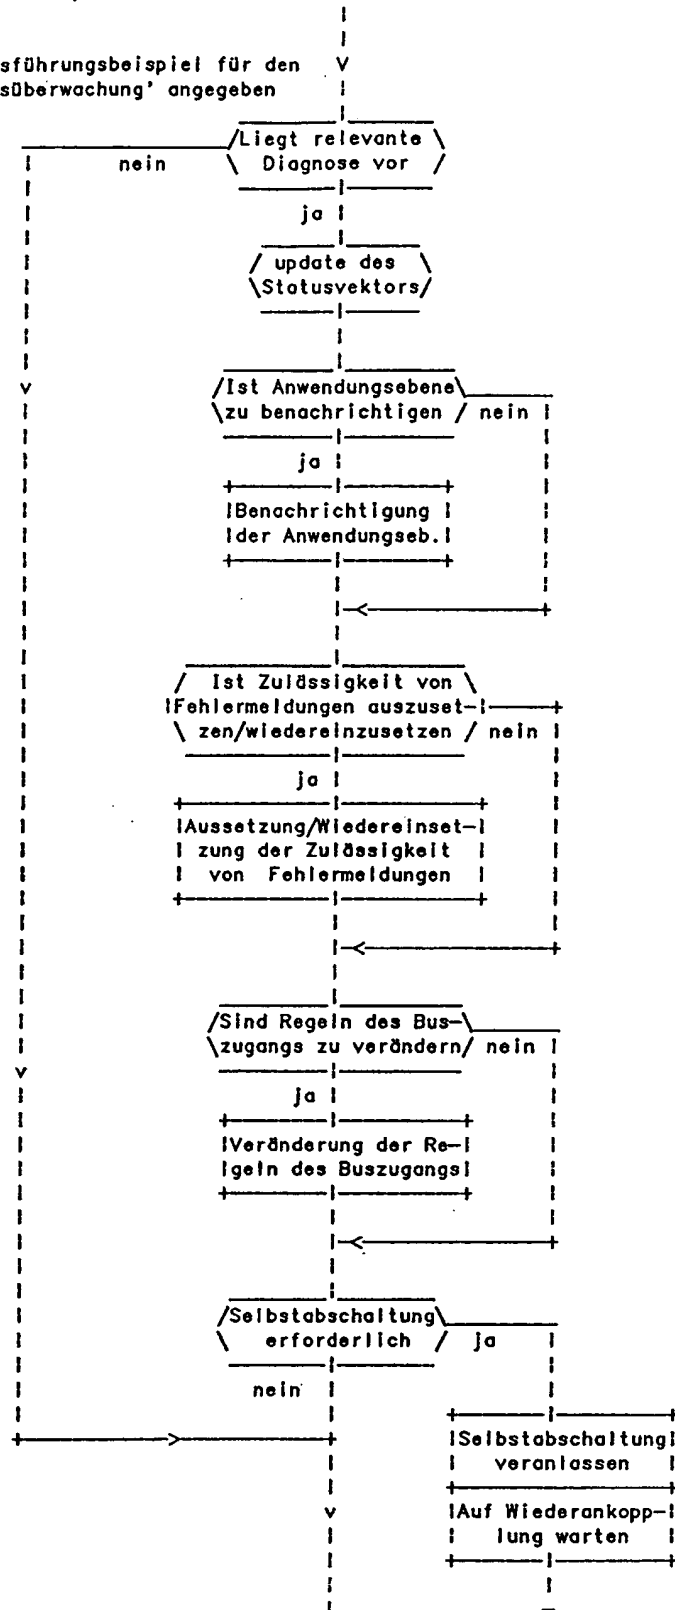 sführungsbeispiel für den
süberwachung' angegeben
Liegt relevante
nein Diagnose vor
ja
update des
Statusvektors
Ist Anwendungsebene
zu benachrichtigen nein
ja
Benachrichtigung
der Anwendungseb.
Ist Zulässigkeit von
Fehlermeldungen auszuset-
zen/wiedereinzusetzen nein
ja
Aussetzung/Wiedereinset-
zung der Zulässigkeit
von Fehlermeldungen
Sind Regeln des Bus-
zugangs zu verändern nein
ja
Veränderung der Re-
geln des Buszugangs
Selbstabschaltung
erforderlich ja
nein
Selbstabschaltung
veranlassen
Auf Wiederankopp-
lung warten